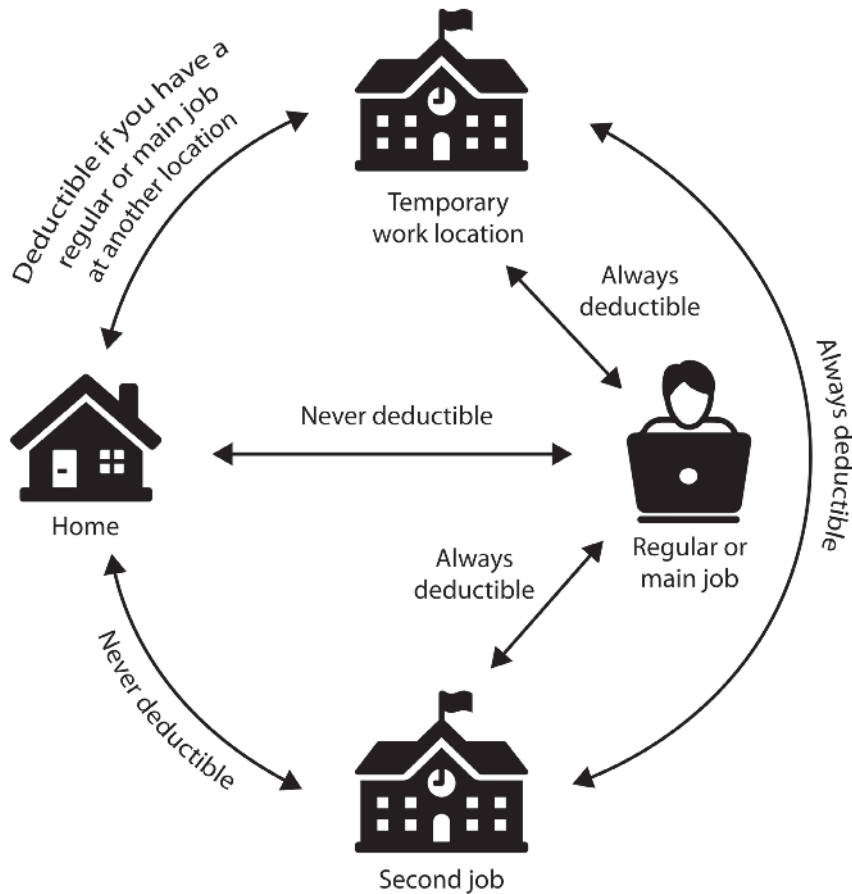 Deductible if you have a
regular or main job
at another location
Temporary
work location
Always
deductible
Always deductible
Never deductible
Home
Regular or
main job
Always
deductible
Never deductible
Second job